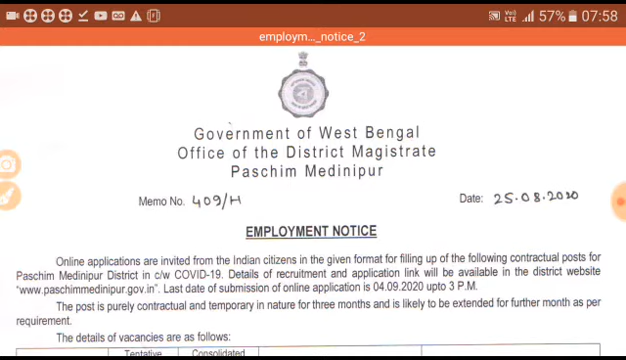 57% 07:58
employm..._notice_2
Government of West Bengal
Office of the District Magistrate
Paschim Medinipur
Memo No. 409/H Date: 25.08.2020
EMPLOYMENT NOTICE
Online applications are invited from the Indian citizens in the given format for filling up of the following contractual posts for
Paschim Medinipur District in c/w COVID-19. Details of recruitment and application link will be available in the district website
"www.paschimmedinipur.gov.in". Last date of submission of online application is 04.09.2020 upto 3 P.M.
The post is purely contractual and temporary in nature for three months and is likely to be extended for further month as per
requirement.
The details of vacancies are as follows:
Tentative Consolidated